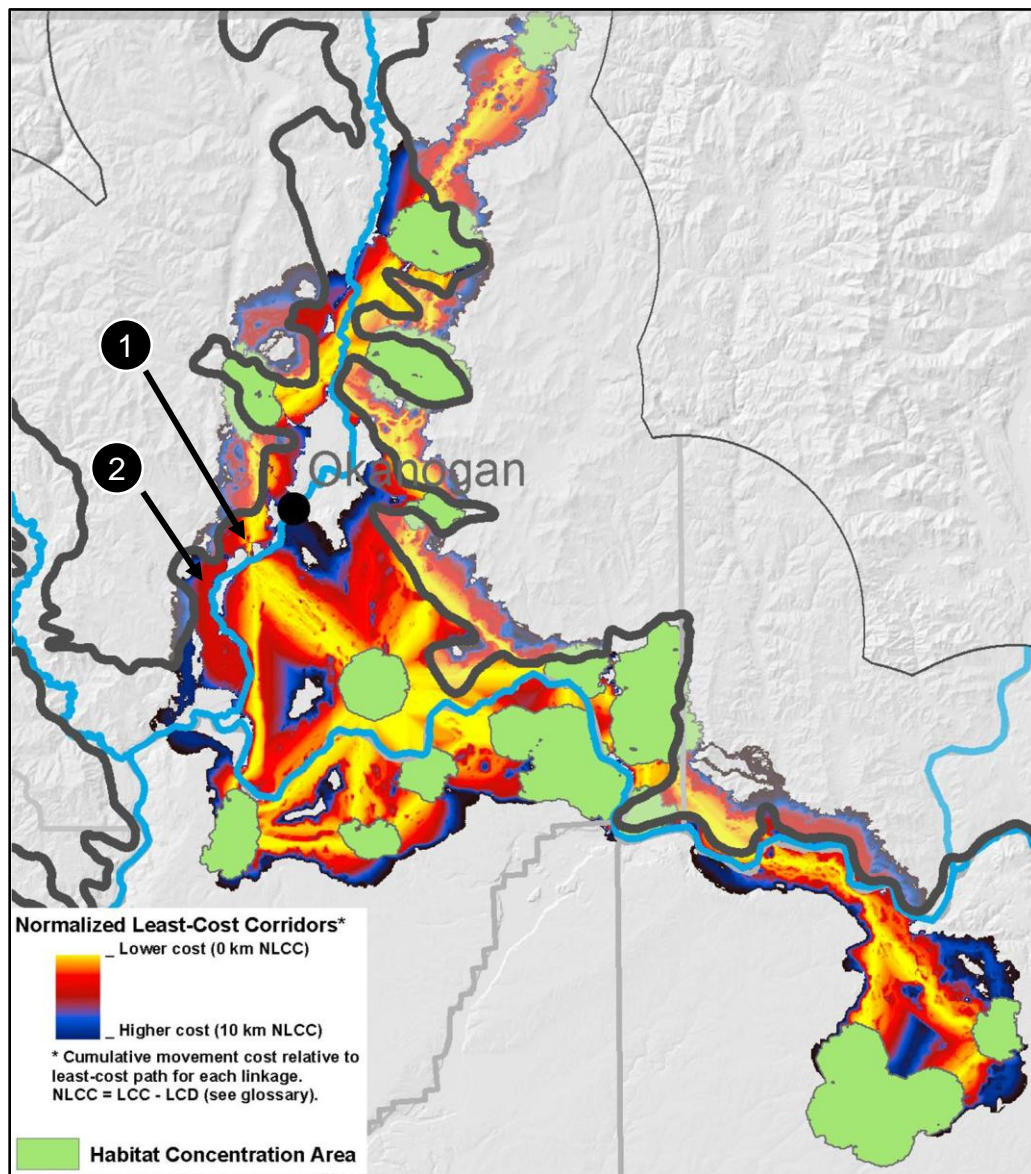 1
2
Okanogan
Normalized Least-Cost Corridors*
_ Lower cost (0 km NLCC)
_ Higher cost (10 km NLCC)
* Cumulative movement cost relative to
least-cost path for each linkage.
NLCC = LCC - LCD (see glossary).
Habitat Concentration Area